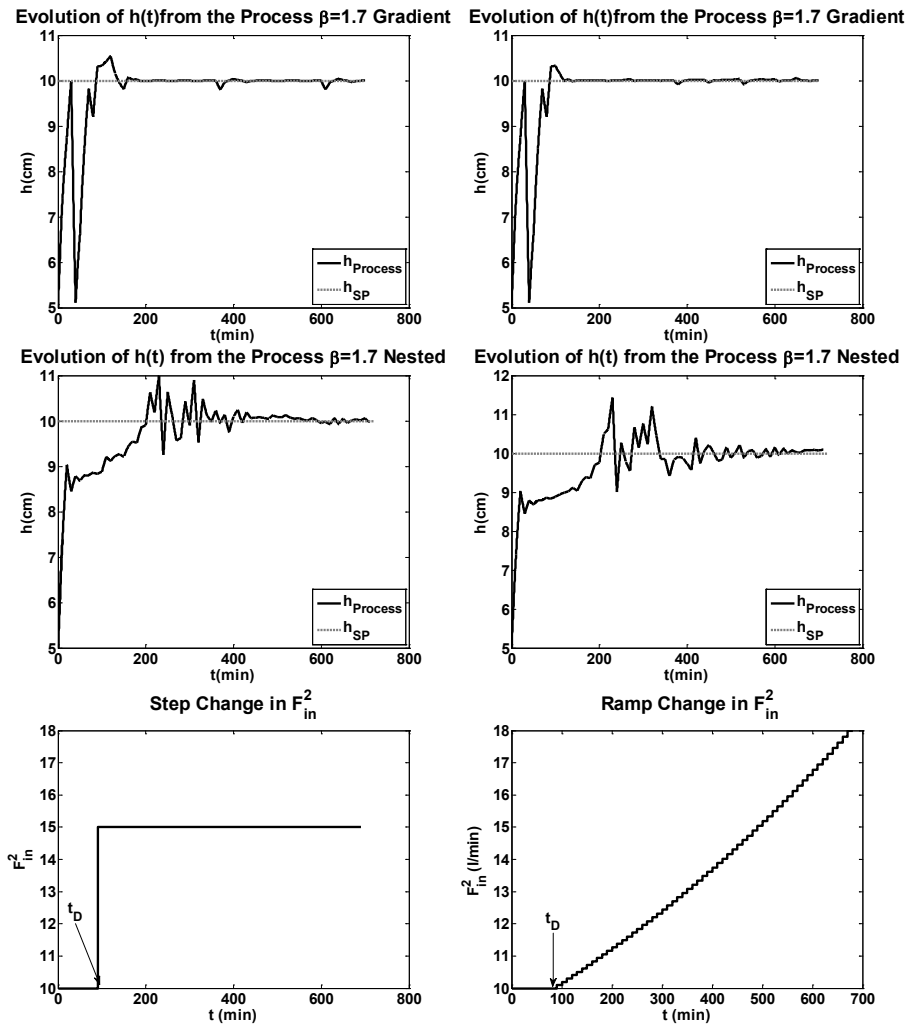 Evolution of h(t)from the Process β=1.7 Gradient
11
10
9
8
7
6
5
0 200 400 600 800
h(cm)
t(min)
hProcess
hSP
Evolution of h(t)from the Process β=1.7 Gradient
11
10
9
8
7
6
5
0 200 400 600 800
h(cm)
t(min)
hProcess
hSP
Evolution of h(t) from the Process β=1.7 Nested
11
10
9
8
7
6
5
0 200 400 600 800
h(cm)
t(min)
hProcess
hSP
Evolution of h(t) from the Process β=1.7 Nested
12
11
10
9
8
7
6
5
0 200 400 600 800
h(cm)
t(min)
hProcess
hSP
Step Change in F²in
18
17
16
15
14
13
12
11
10
0 200 400 600 800
F²in
tD
t (min)
Ramp Change in F²in
18
17
16
15
14
13
12
11
10
0 100 200 300 400 500 600 700
F²in (l/min)
tD
t (min)